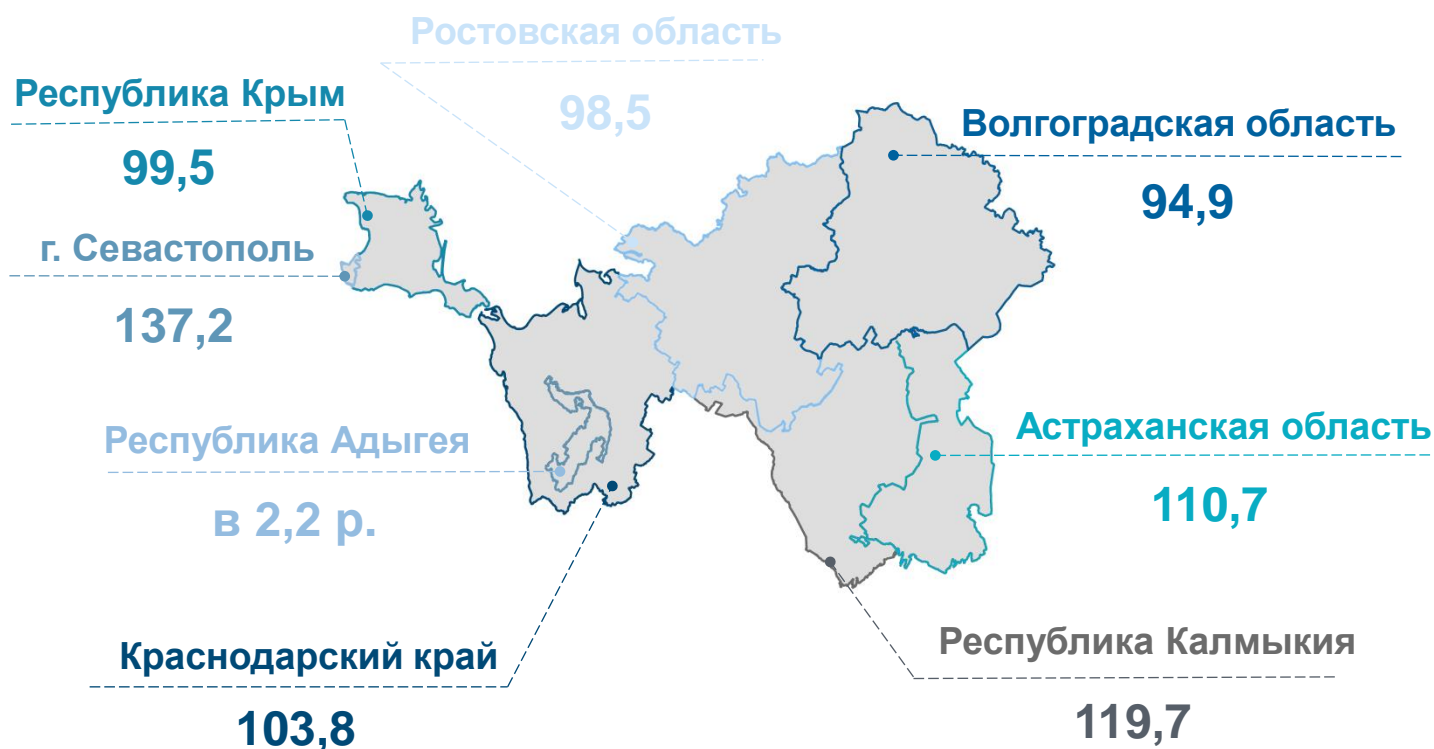 Ростовская область
98,5
Республика Крым
99,5
Волгоградская область
94,9
г. Севастополь
137,2
Республика Адыгея
в 2,2 р.
Астраханская область
110,7
Краснодарский край
103,8
Республика Калмыкия
119,7